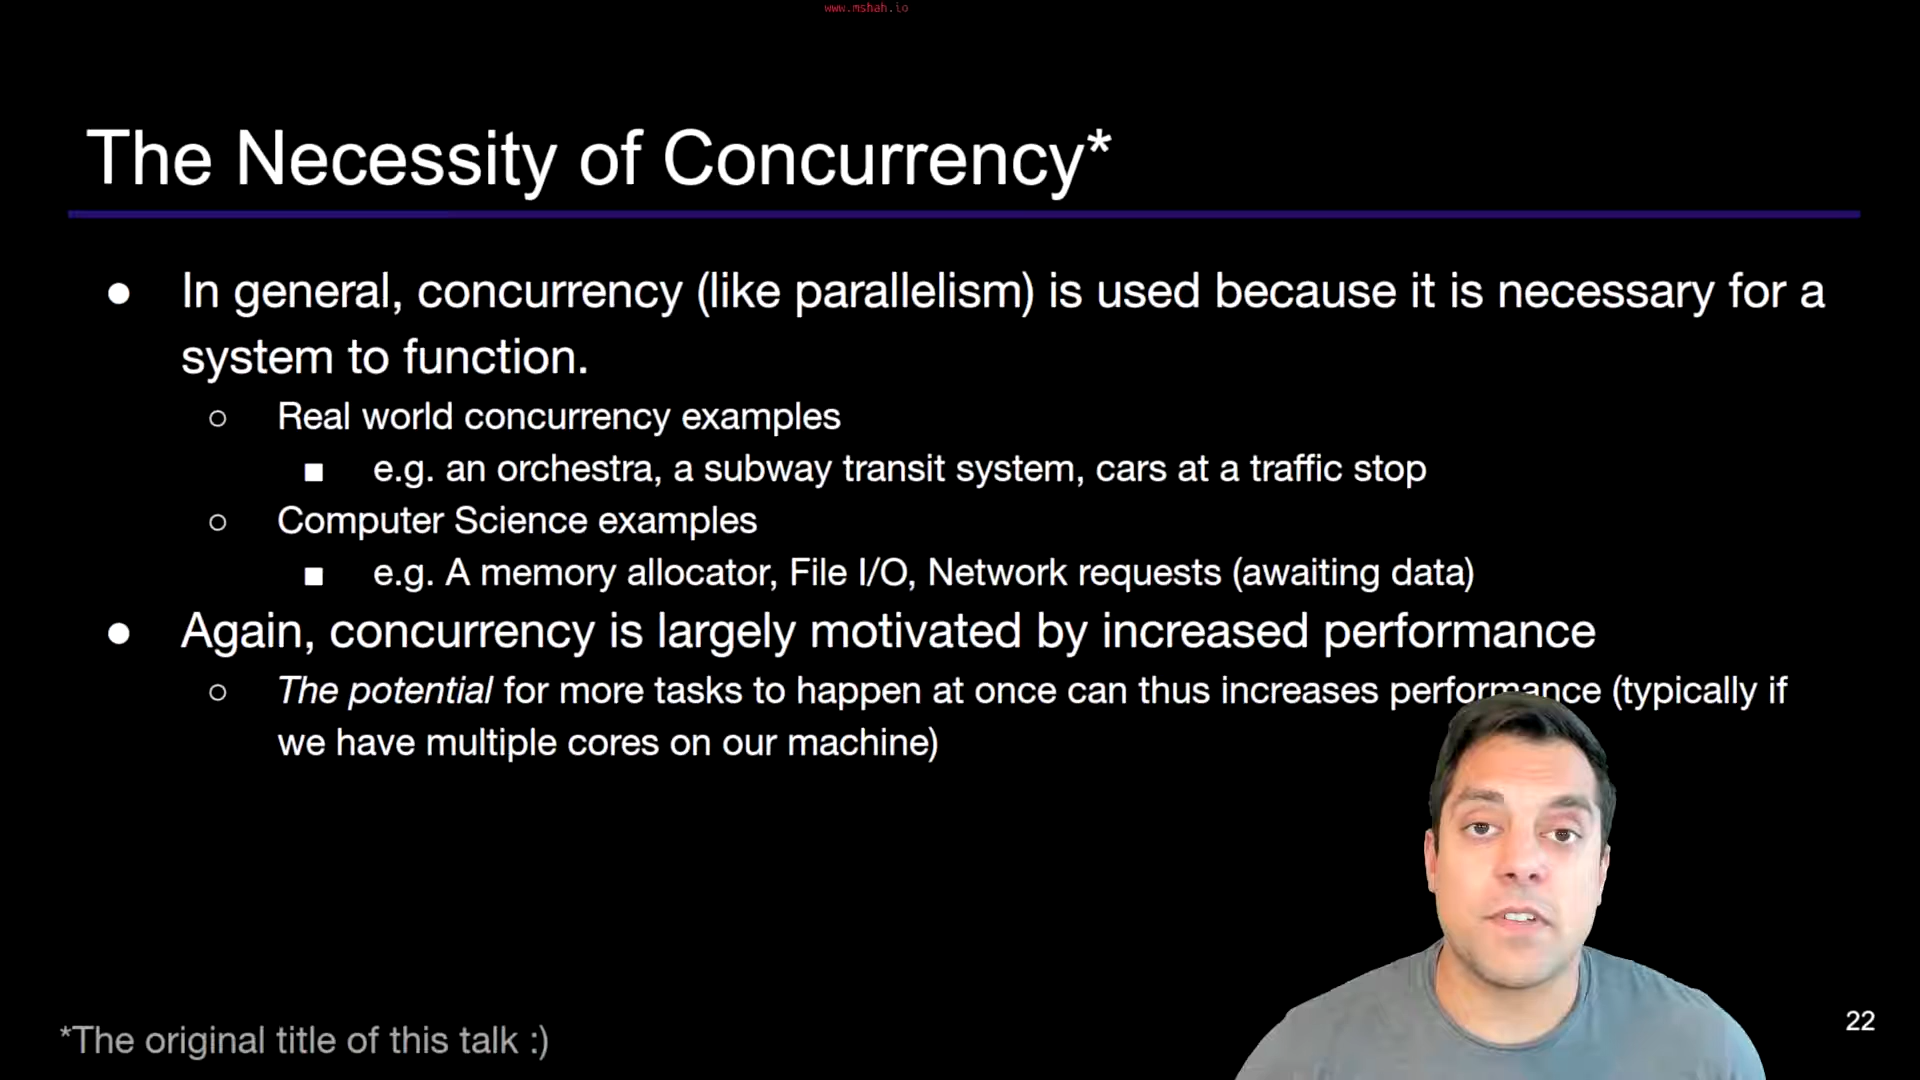 www.mshah.io
The Necessity of Concurrency*
● In general, concurrency (like parallelism) is used because it is necessary for a
system to function.
○ Real world concurrency examples
■ e.g. an orchestra, a subway transit system, cars at a traffic stop
○ Computer Science examples
■ e.g. A memory allocator, File I/O, Network requests (awaiting data)
● Again, concurrency is largely motivated by increased performance
○ The potential for more tasks to happen at once can thus increases performance (typically if
we have multiple cores on our machine)
*The original title of this talk :)
22